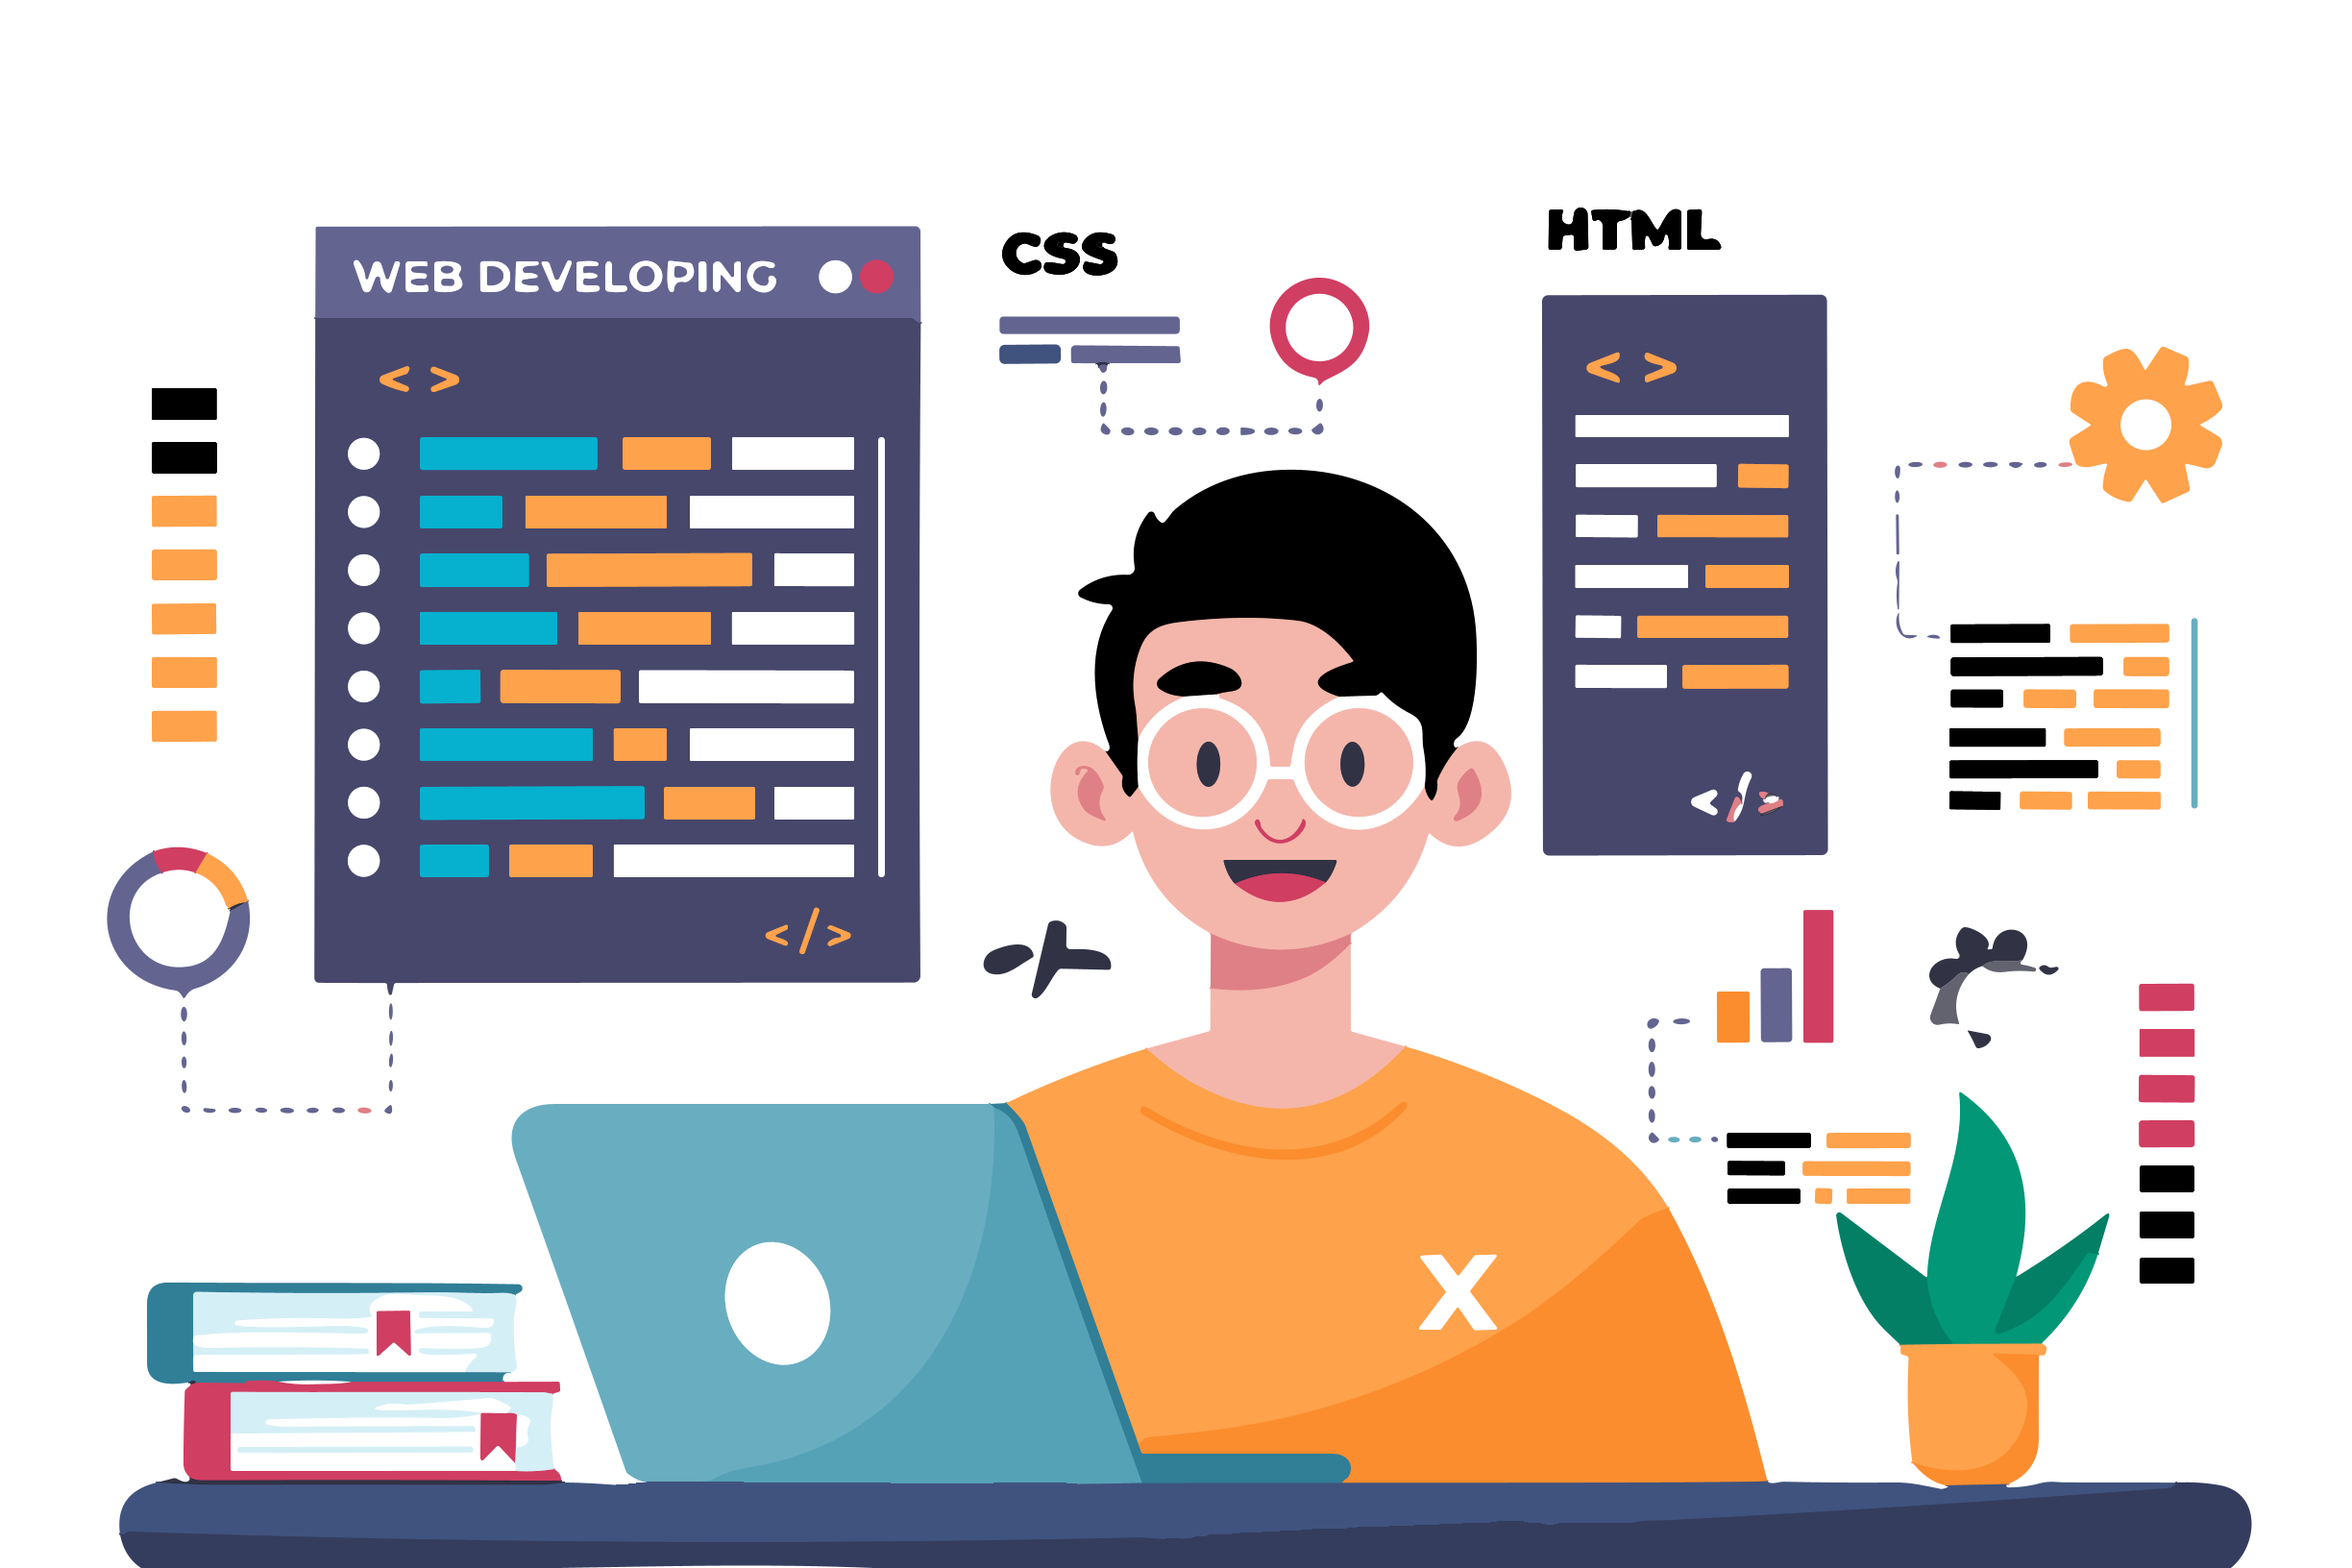 WEB DEVELOPING
CSS
HTML
< >
< >
</>
X